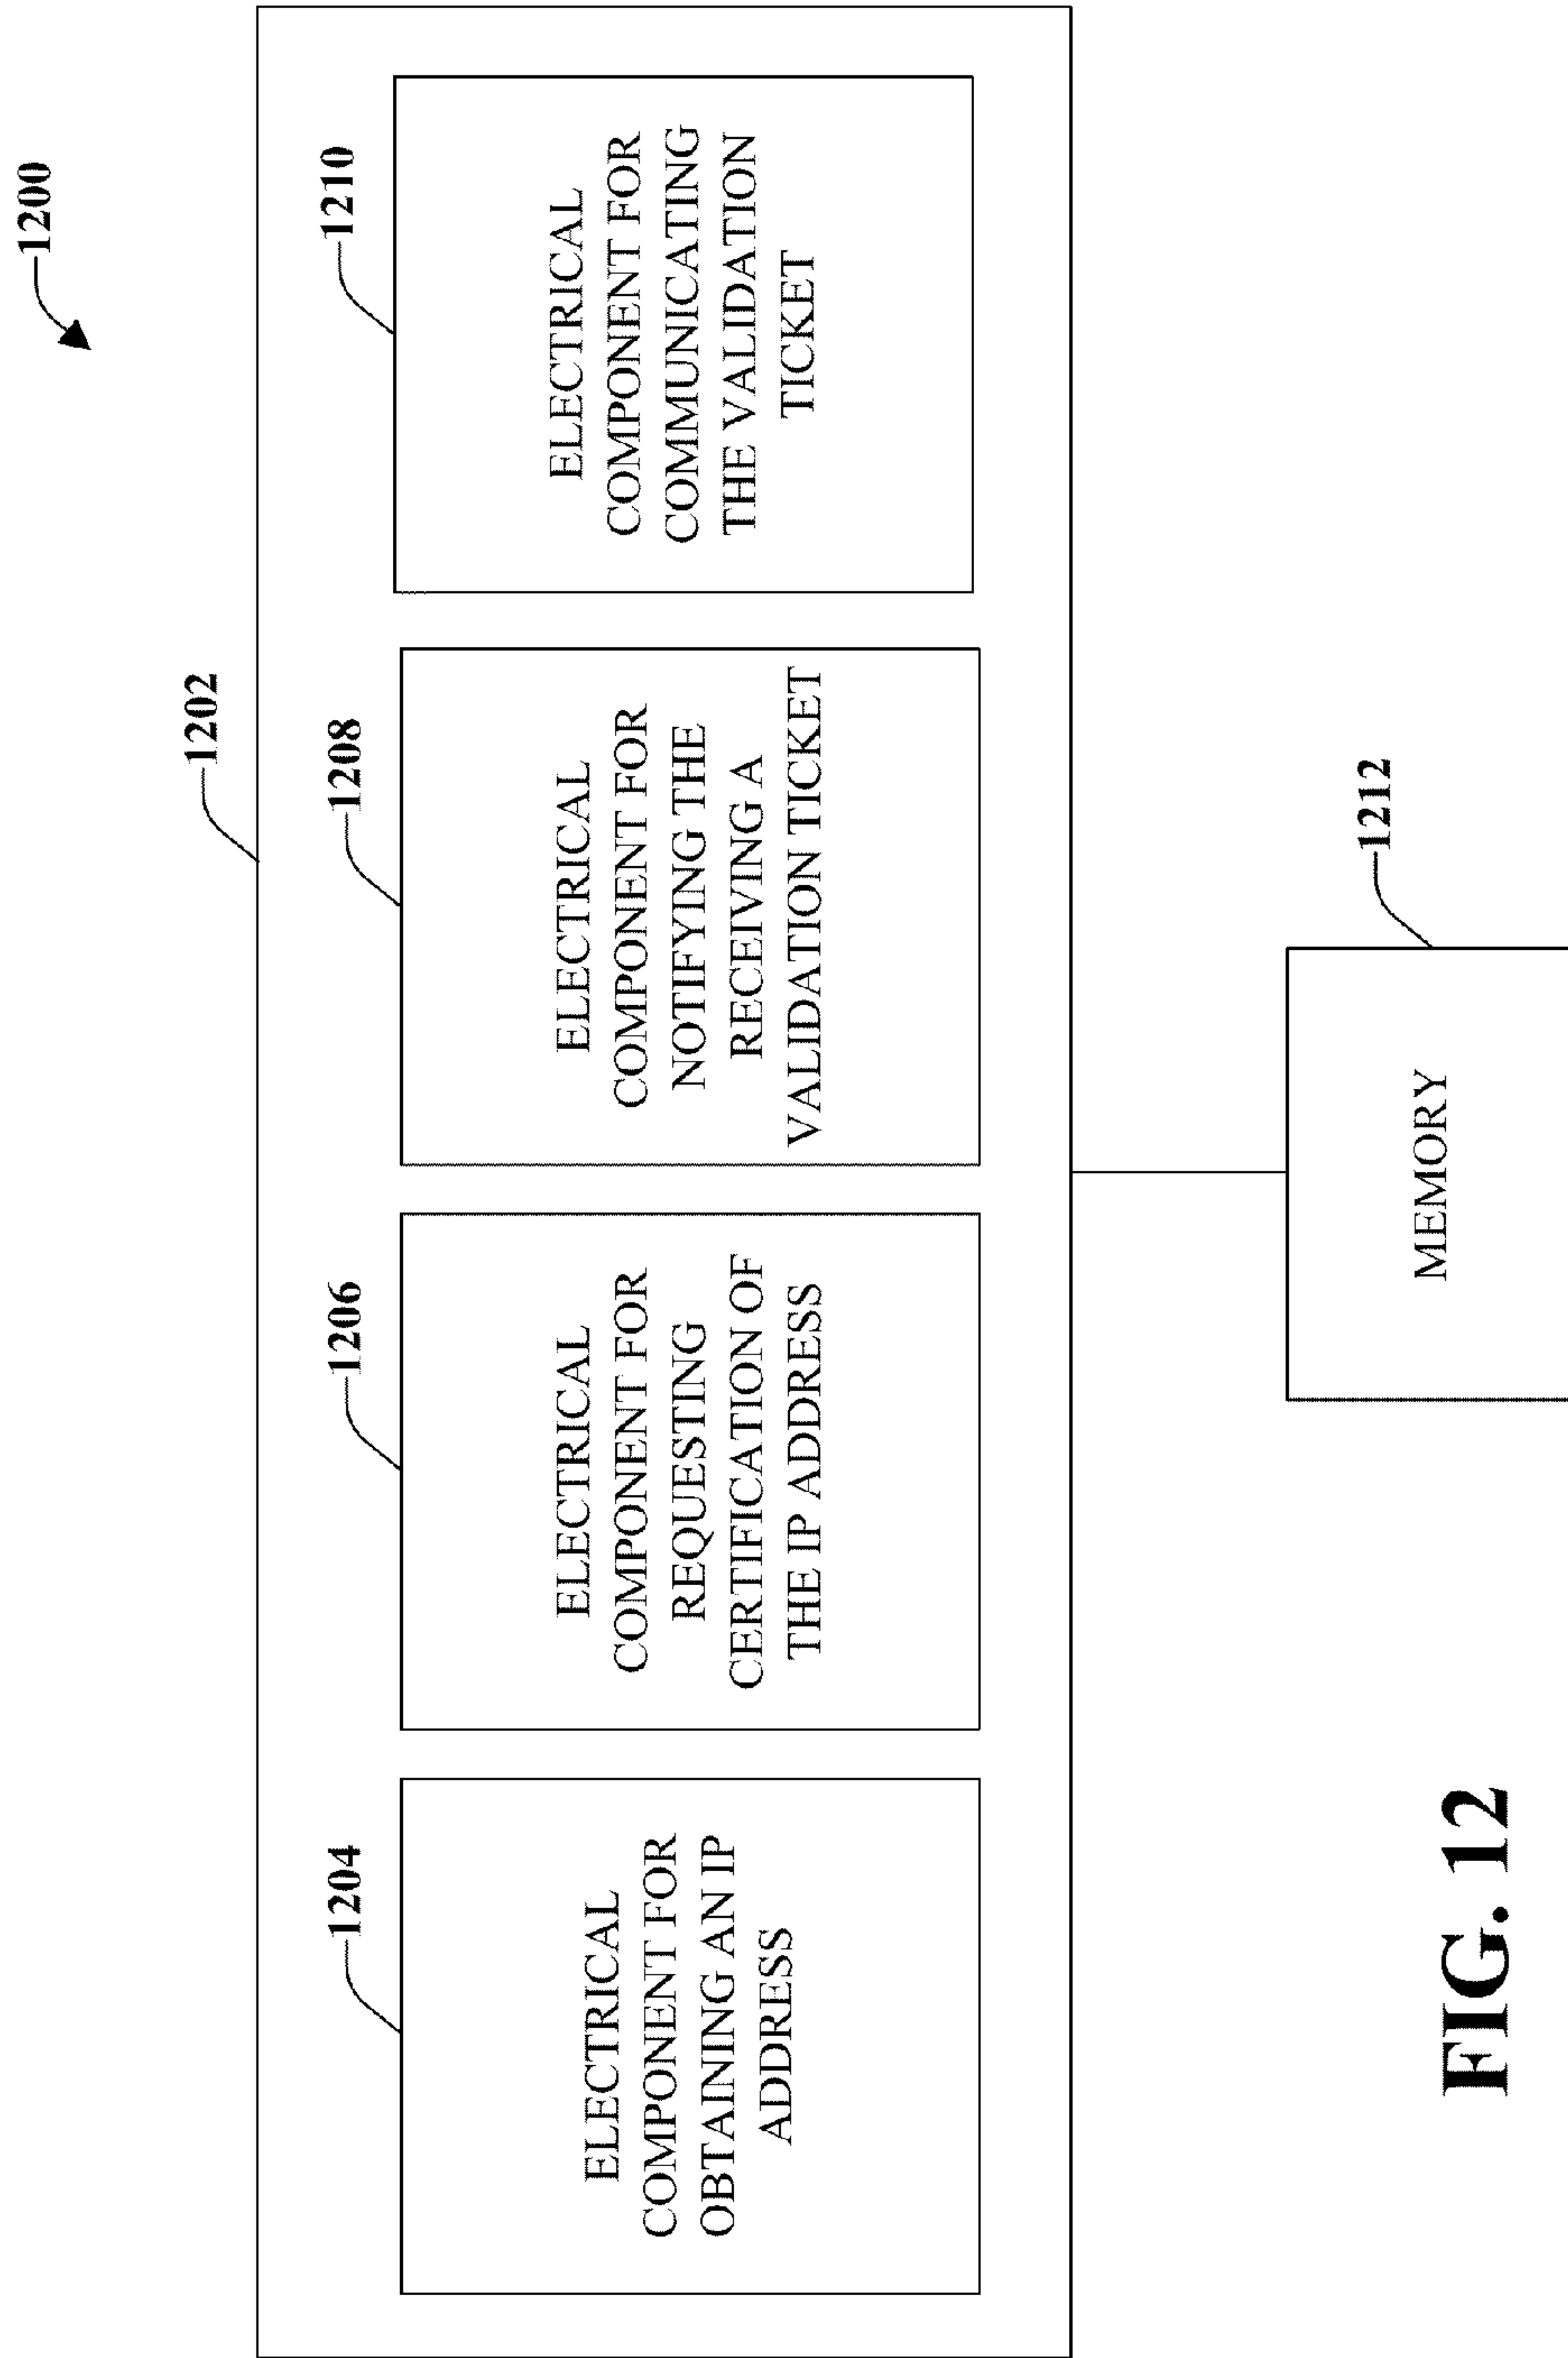 1200
1202
1204
ELECTRICAL
COMPONENT FOR
OBTAINING AN IP
ADDRESS
1206
ELECTRICAL
COMPONENT FOR
REQUESTING
CERTIFICATION OF
THE IP ADDRESS
1208
ELECTRICAL
COMPONENT FOR
NOTIFYING THE
RECEIVING A
VALIDATION TICKET
1210
ELECTRICAL
COMPONENT FOR
COMMUNICATING
THE VALIDATION
TICKET
1212
MEMORY
FIG. 12